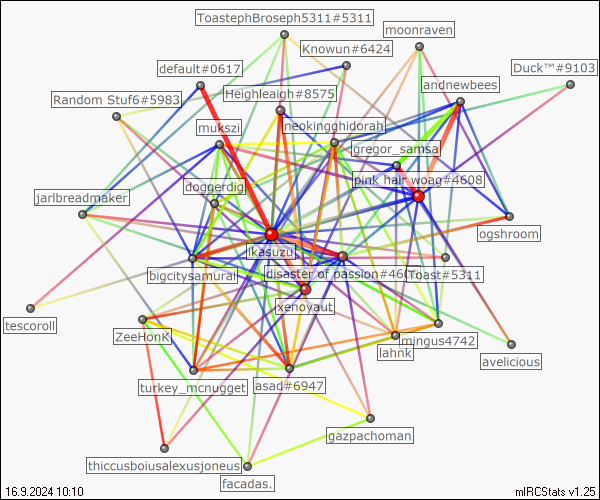 ToastephBroseph5311#5311
moonraven
Knowun#6424
default#0617
Duck™#9103
andnewbees
Heighleaigh#8575
Random Stuf6#5983
mukszi
neokingghidorah
gregor_samsa
pink hair woag#4608
doggerdig
jarlbreadmaker
ogshroom
ikasuzu
bigcitysamurai
disaster of passion#460
Toast#5311
xenoyaut
tescoroll
ZeeHonK
mingus4742
lahnk
avelicious
turkey_mcnugget
asad#6947
gazpachoman
thiccusboiusalexusjoneus
facadas.
16.9.2024 10:10
mIRCStats v1.25